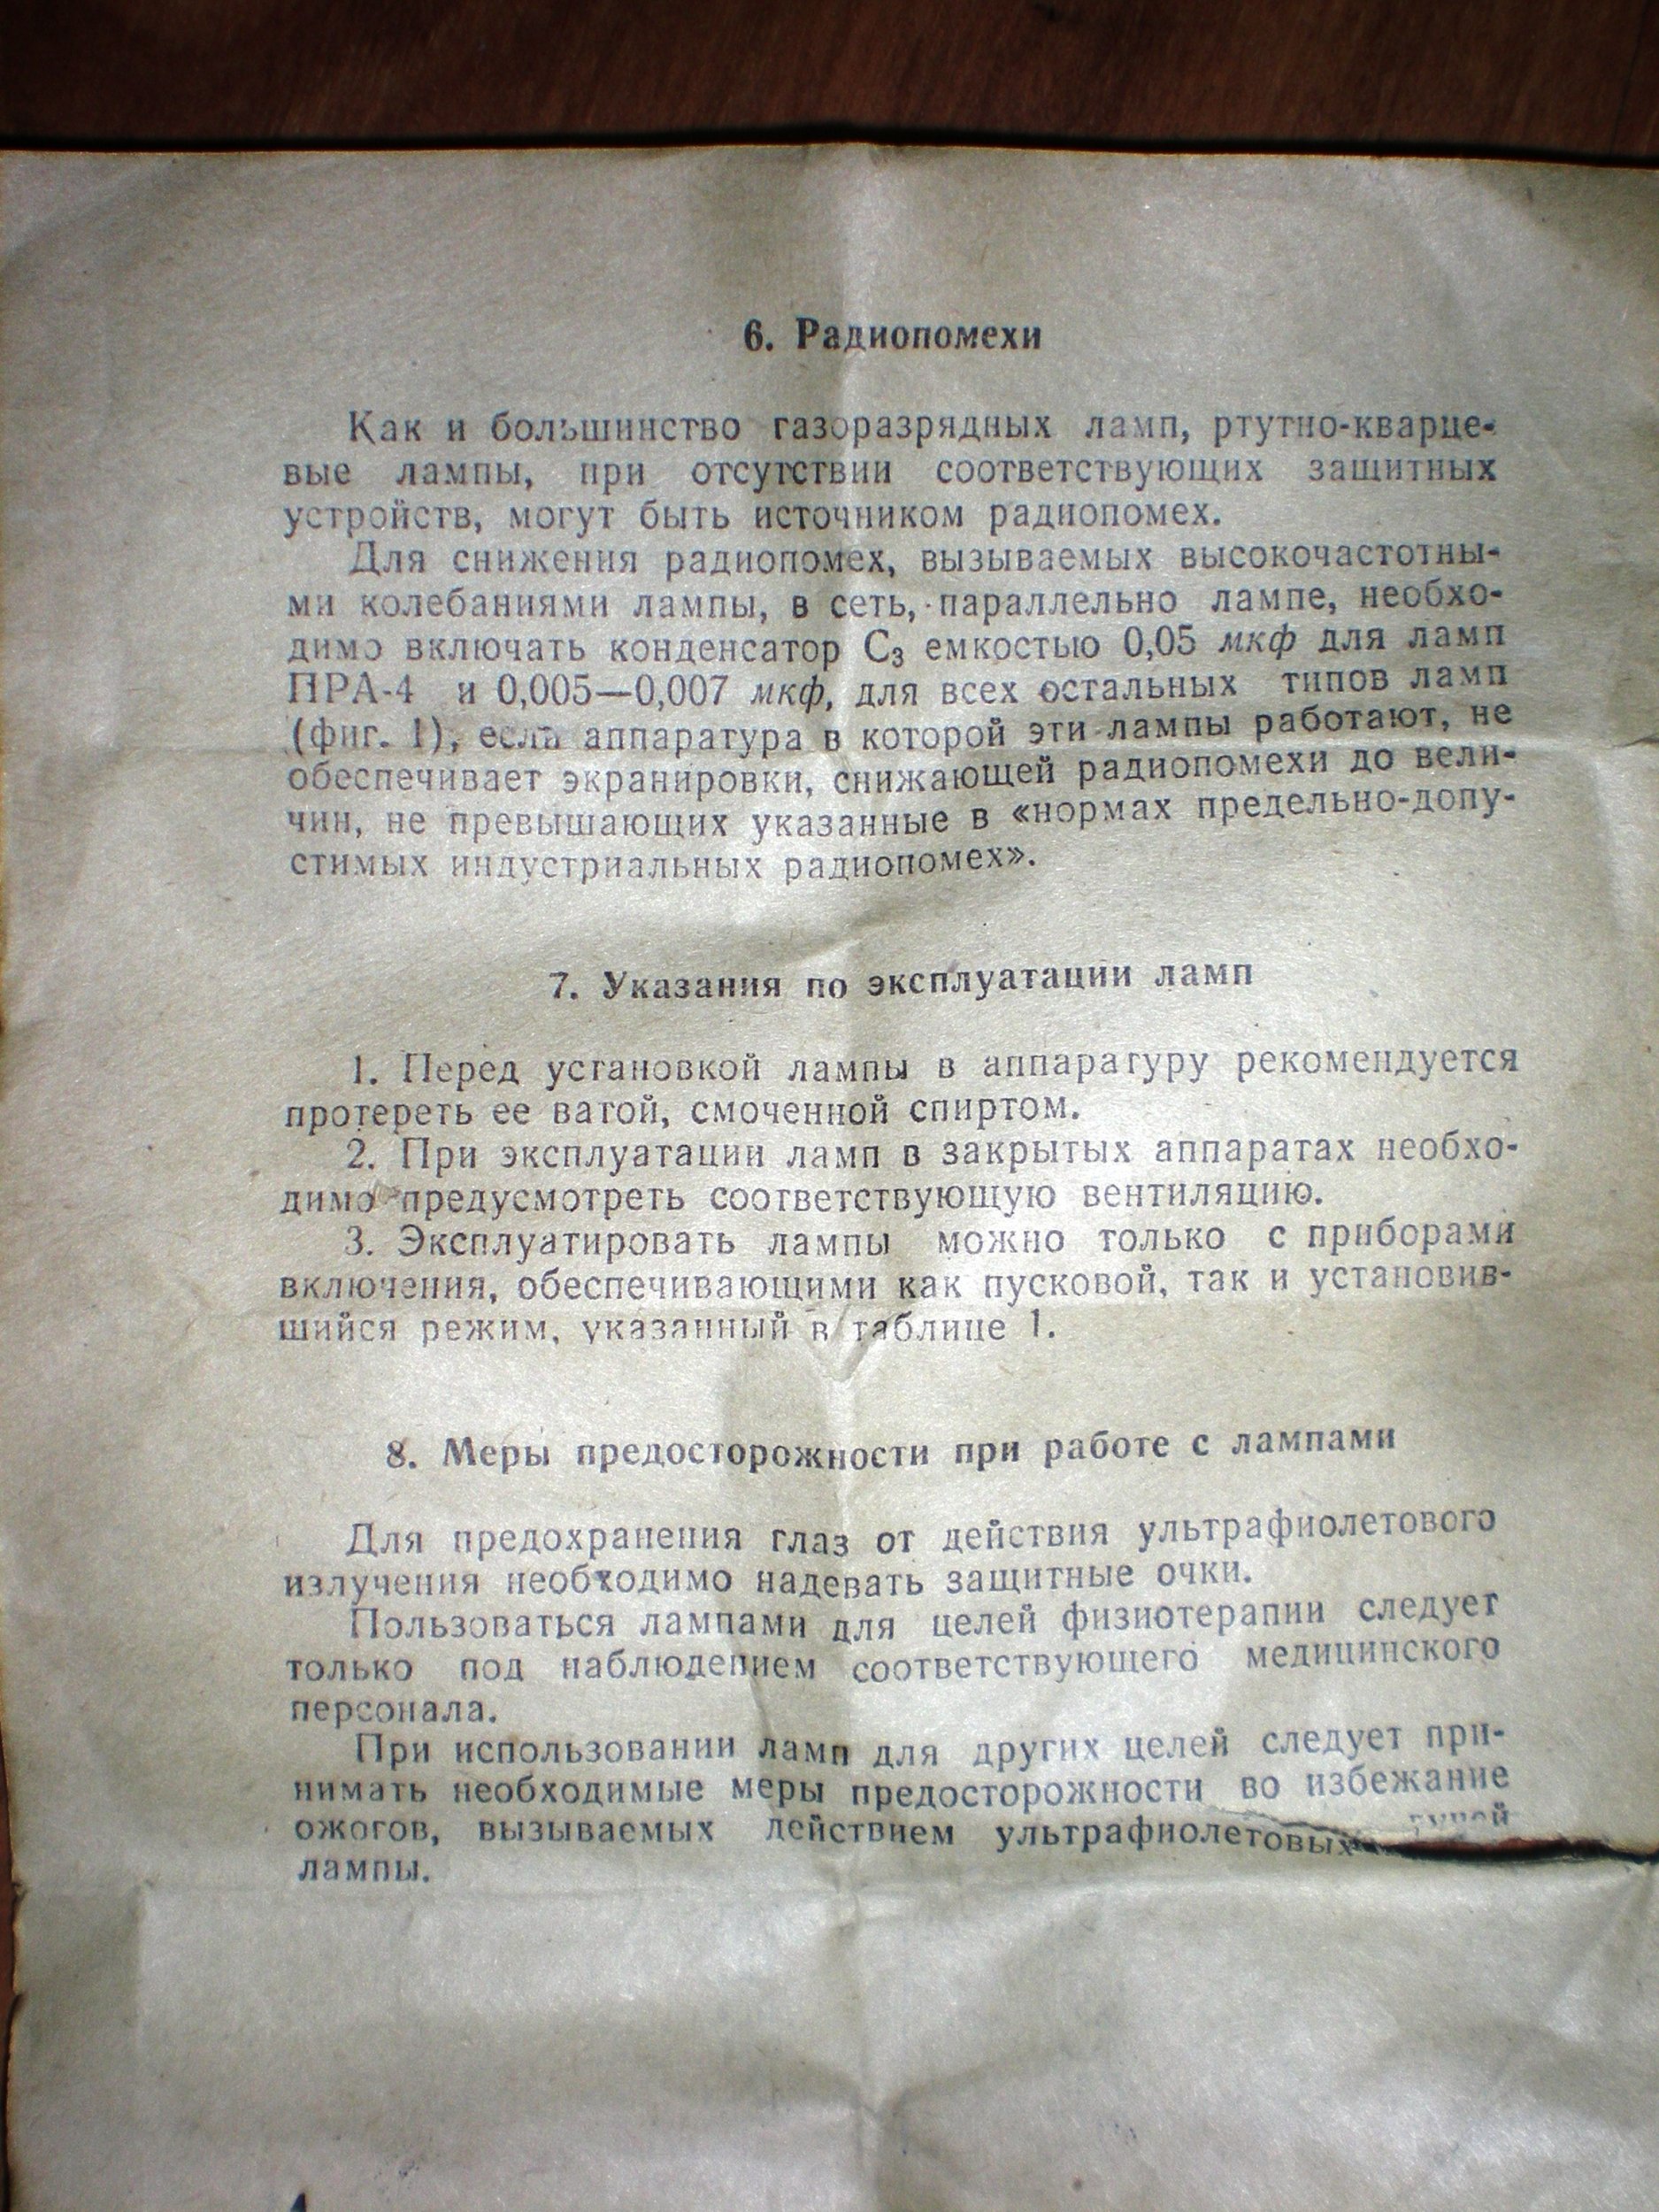 6. Радиопомехи
Как и большинство газоразрядных ламп, ртутно-кварце-
вые лампы, при отсутствии соответствующих защитных
устройств, могут быть источником радиопомех.
Для снижения радиопомех, вызываемых высокочастотны-
ми колебаниями лампы, в сеть, параллельно лампе, необхо-
димо включать конденсатор С₃ емкостью 0,05 мкф для ламп
ПРА-4 и 0,005—0,007 мкф, для всех остальных типов ламп
(фиг. 1), если аппаратура в которой эти лампы работают, не
обеспечивает экранировки, снижающей радиопомехи до вели-
чин, не превышающих указанные в «нормах предельно-допу-
стимых индустриальных радиопомех».
7. Указания по эксплуатации ламп
1. Перед установкой лампы в аппаратуру рекомендуется
протереть ее ватой, смоченной спиртом.
2. При эксплуатации ламп в закрытых аппаратах необхо-
димо предусмотреть соответствующую вентиляцию.
3. Эксплуатировать лампы можно только с приборами
включения, обеспечивающими как пусковой, так и установив-
шийся режим, указанный в таблице 1.
8. Меры предосторожности при работе с лампами
Для предохранения глаз от действия ультрафиолетового
излучения необходимо надевать защитные очки.
Пользоваться лампами для целей физиотерапии следует
только под наблюдением соответствующего медицинского
персонала.
При использовании ламп для других целей следует при-
нимать необходимые меры предосторожности во избежание
ожогов, вызываемых действием ультрафиолетовых
лампы.